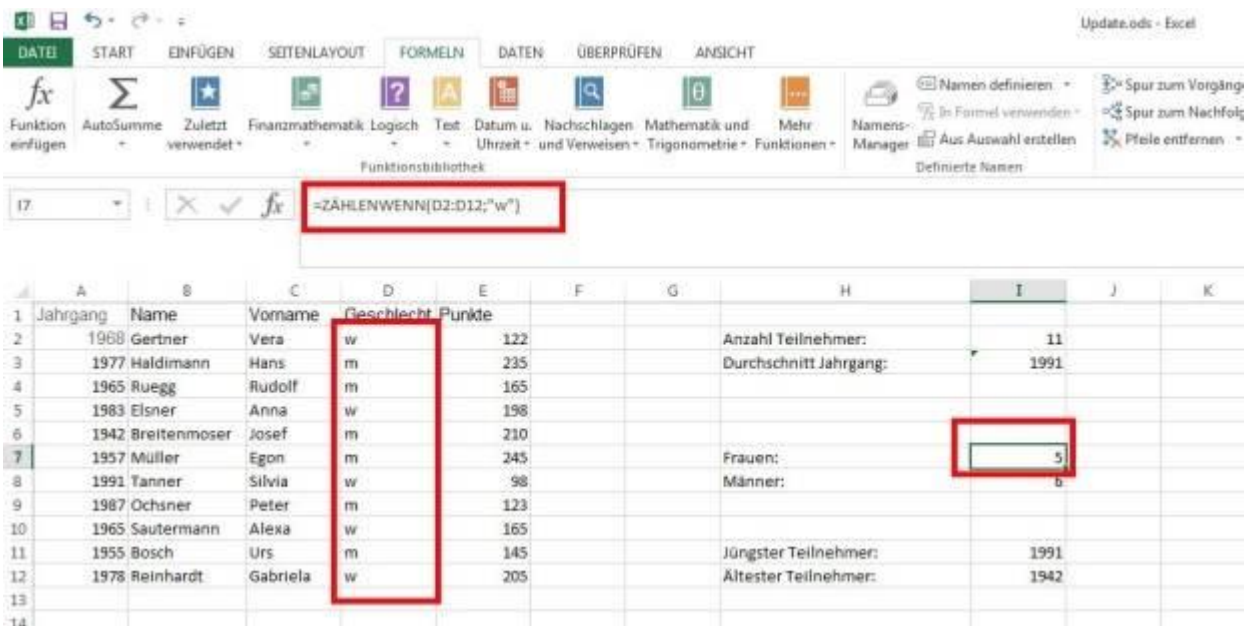 Update.ods - Excel
DATEI START EINFÜGEN SEITENLAYOUT FORMELN DATEN ÜBERPRÜFEN ANSICHT
fx Funktion einfügen
AutoSumme
Zuletzt verwendet
Finanzmathematik
Logisch
Text
Datum u. Uhrzeit
Nachschlagen und Verweisen
Mathematik und Trigonometrie
Mehr Funktionen
Funktionsbibliothek
Namens-Manager
Namen definieren
In Formel verwenden
Aus Auswahl erstellen
Definierte Namen
Spur zum Vorgänge
Spur zum Nachfolg
Pfeile entfernen
I7 fx =ZÄHLENWENN(D2:D12;"w")
A B C D E F G H I J K
1 Jahrgang Name Vorname Geschlecht Punkte
2 1968 Gertner Vera w 122 Anzahl Teilnehmer: 11
3 1977 Haldimann Hans m 235 Durchschnitt Jahrgang: 1991
4 1965 Ruegg Rudolf m 165
5 1983 Elsner Anna w 198
6 1942 Breitenmoser Josef m 210
7 1957 Müller Egon m 245 Frauen: 5
8 1991 Tanner Silvia w 98 Männer: 6
9 1987 Ochsner Peter m 123
10 1965 Sautermann Alexa w 165
11 1955 Bosch Urs m 145 Jüngster Teilnehmer: 1991
12 1978 Reinhardt Gabriela w 205 Ältester Teilnehmer: 1942
13
14